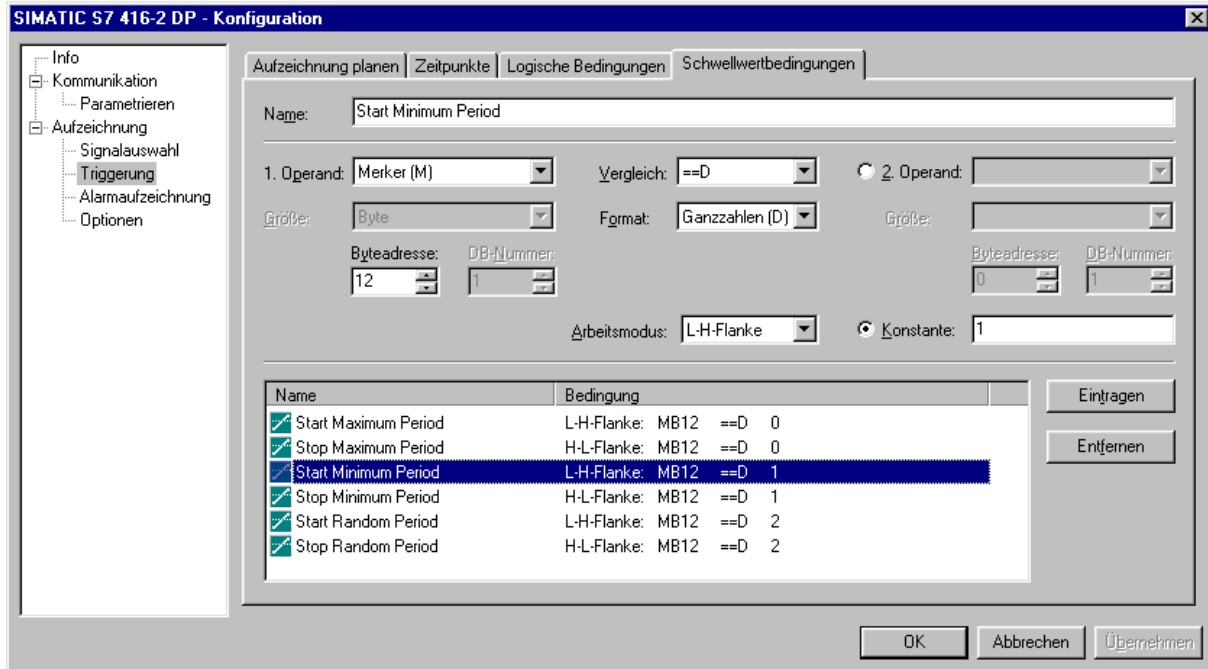 SIMATIC S7 416-2 DP - Konfiguration
Info
Kommunikation
Parametrieren
Aufzeichnung
Signalauswahl
Triggerung
Alarmaufzeichnung
Optionen
Aufzeichnung planen Zeitpunkte Logische Bedingungen Schwellwertbedingungen
Name: Start Minimum Period
1. Operand: Merker (M) Vergleich: ==D 2. Operand:
Größe: Byte Format: Ganzzahlen (D) Größe:
Byteadresse: DB-Nummer: Byteadresse: DB-Nummer:
12 1 0 1
Arbeitsmodus: L-H-Flanke Konstante: 1
Name Bedingung
Start Maximum Period L-H-Flanke: MB12 ==D 0
Stop Maximum Period H-L-Flanke: MB12 ==D 0
Start Minimum Period L-H-Flanke: MB12 ==D 1
Stop Minimum Period H-L-Flanke: MB12 ==D 1
Start Random Period L-H-Flanke: MB12 ==D 2
Stop Random Period H-L-Flanke: MB12 ==D 2
Eintragen
Entfernen
OK Abbrechen Übernehmen